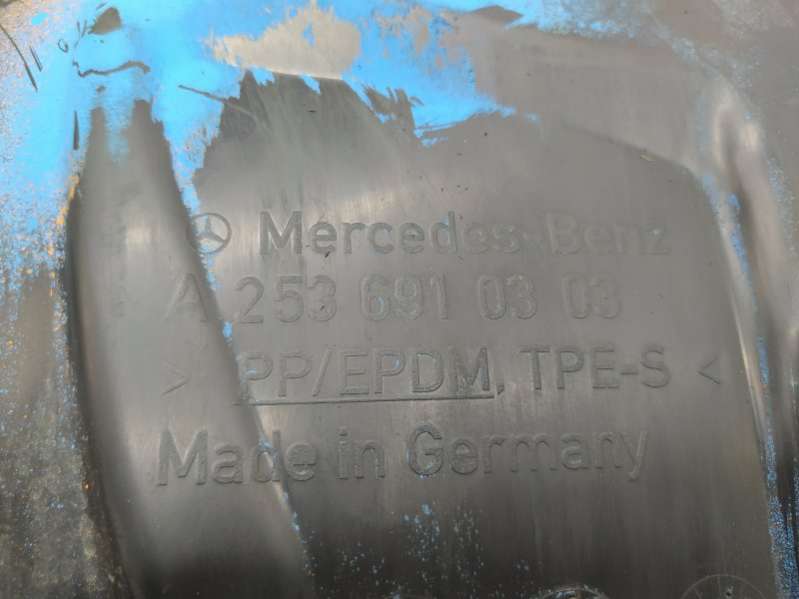 Mercedes-Benz
A 253 691 03 03
> PP/EPDM, TPE-S <
Made in Germany